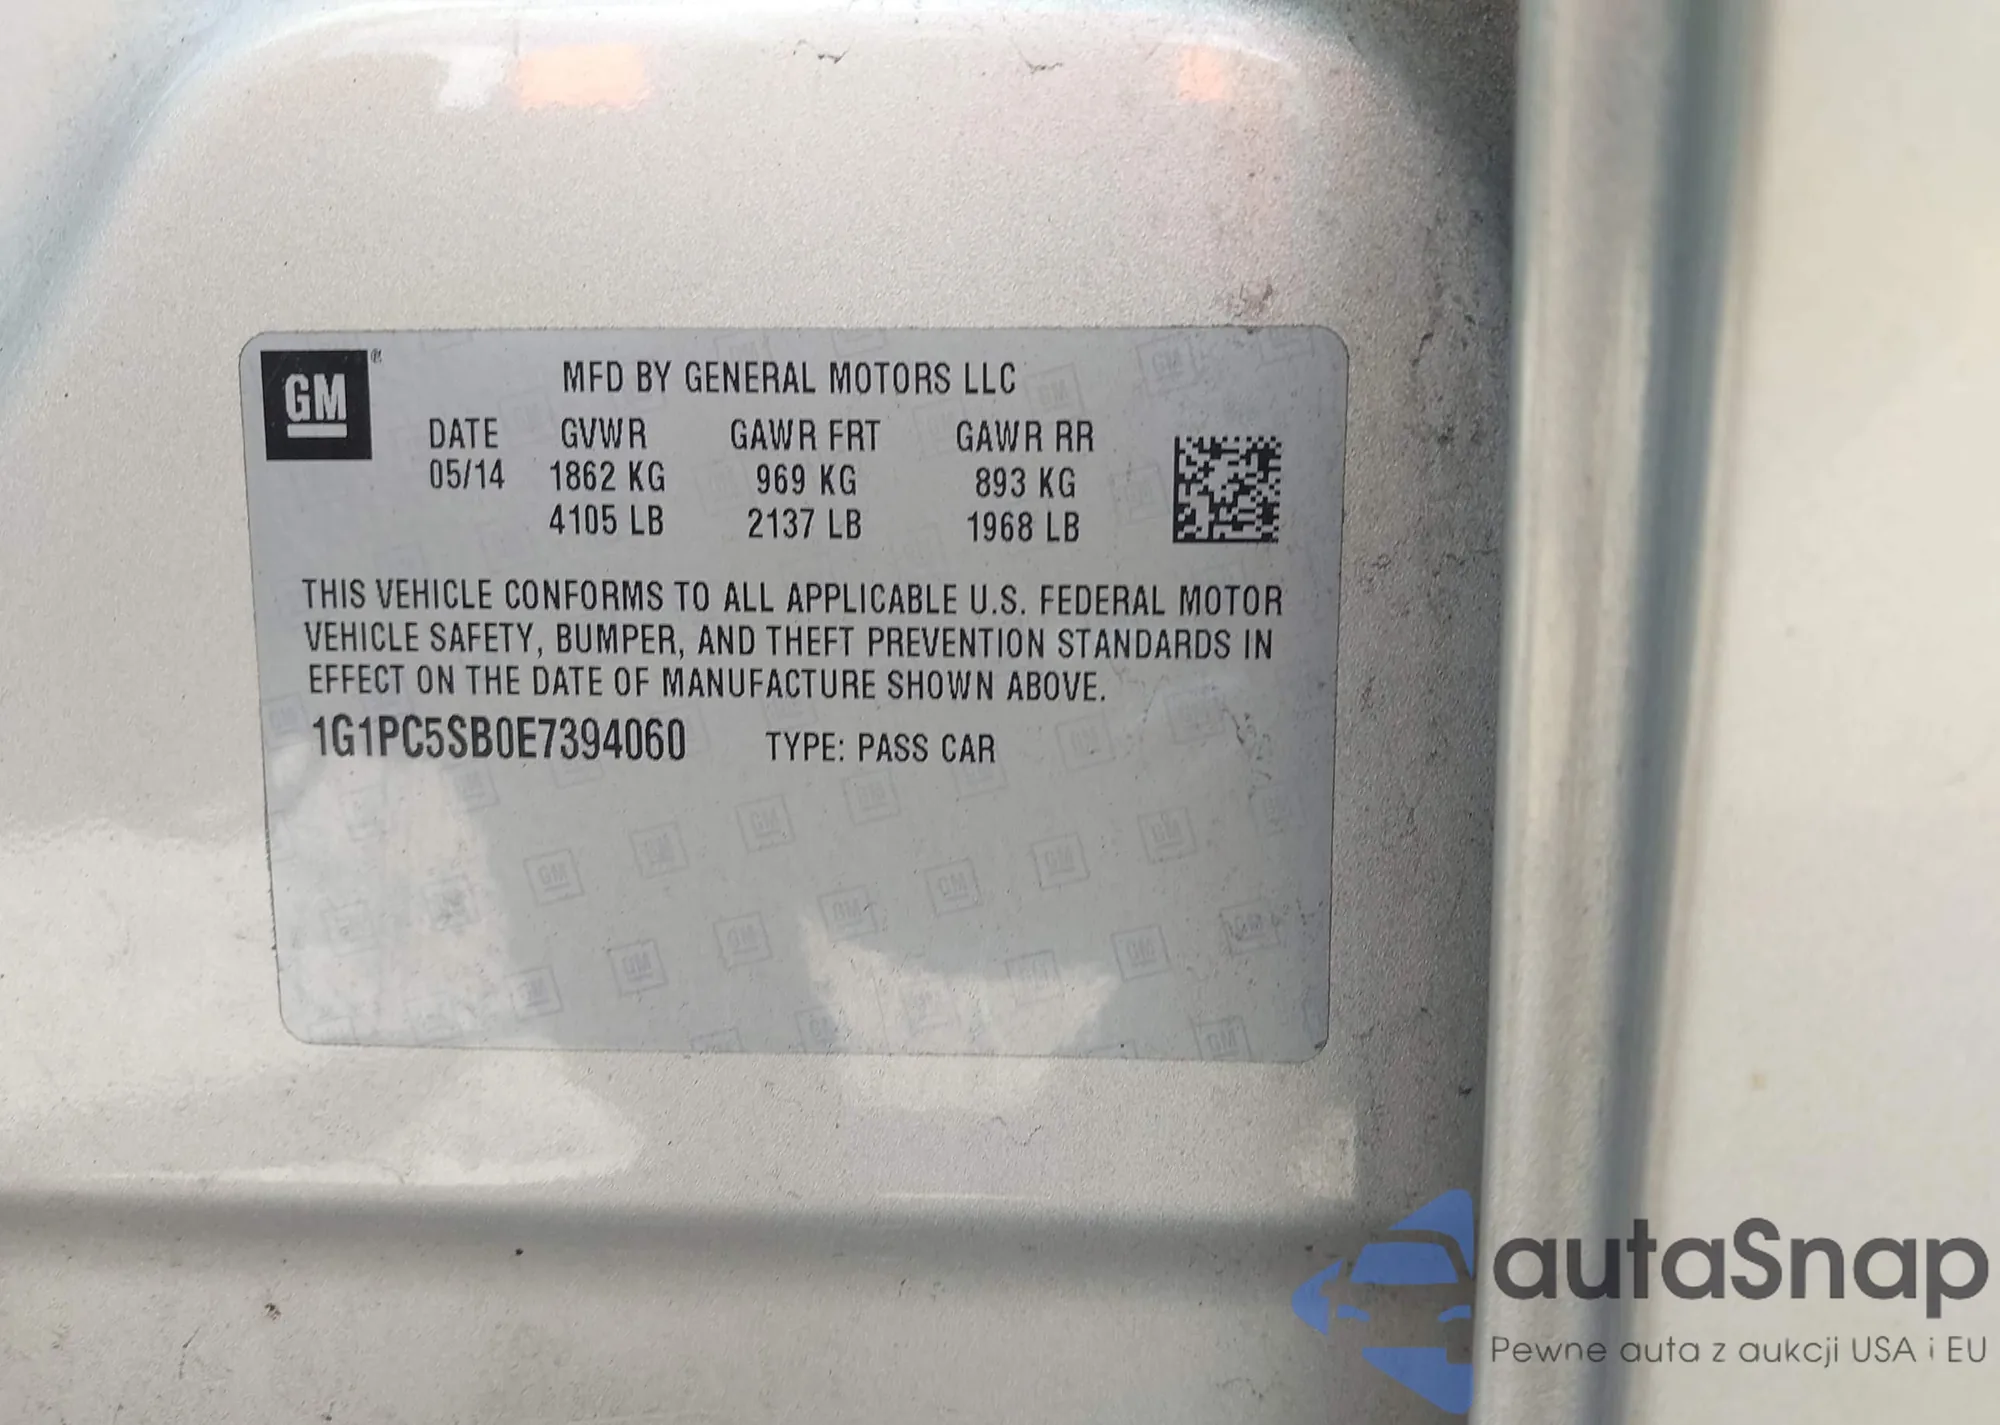 GM ®
MFD BY GENERAL MOTORS LLC
DATE GVWR GAWR FRT GAWR RR
05/14 1862 KG 969 KG 893 KG
4105 LB 2137 LB 1968 LB
THIS VEHICLE CONFORMS TO ALL APPLICABLE U.S. FEDERAL MOTOR
VEHICLE SAFETY, BUMPER, AND THEFT PREVENTION STANDARDS IN
EFFECT ON THE DATE OF MANUFACTURE SHOWN ABOVE.
1G1PC5SB0E7394060 TYPE: PASS CAR
autaSnap
Pewne auta z aukcji USA i EU